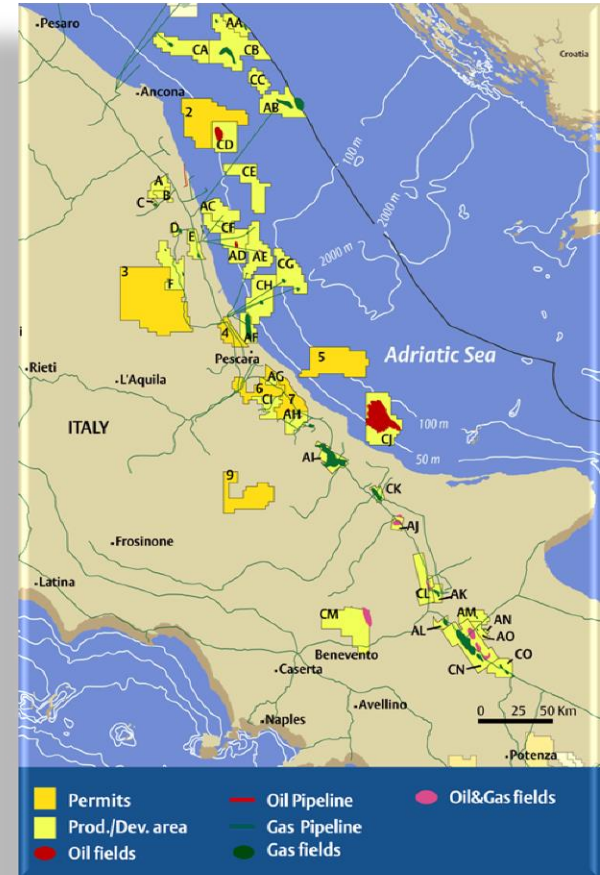 Pesaro
AA
CA
CB
Croatia
CC
Ancona
AB
2
CD
100 m
CE
A
B
C
AC
2000 m
D
CF
E
2000 m
AD
AE
CG
3
F
CH
4
AF
Pescara
5
Adriatic Sea
Rieti
L'Aquila
AG
6
CI
7
AH
ITALY
100 m
CJ
50 m
AI
9
CK
AJ
Frosinone
Latina
CL
AK
CM
AM
AN
AL
AO
Benevento
CO
CN
Caserta
Avellino
0 25 50 Km
Naples
Potenza
Permits
Oil Pipeline
Oil&Gas fields
Prod./Dev. area
Gas Pipeline
Oil fields
Gas fields